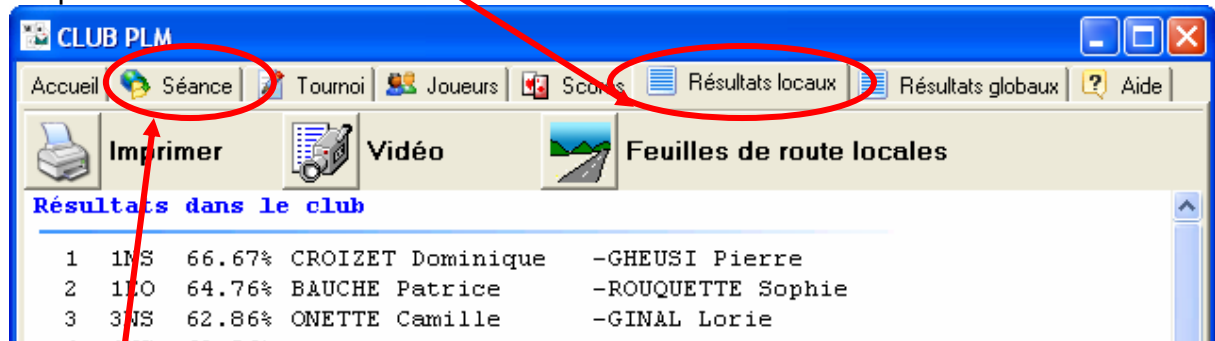 CLUB PLM
Accueil Séance Tournoi Joueurs Scores Résultats locaux Résultats globaux Aide
Imprimer Vidéo Feuilles de route locales
Résultats dans le club
1 1NS 66.67% CROIZET Dominique -GHEUSI Pierre
2 1EO 64.76% BAUCHE Patrice -ROUQUETTE Sophie
3 3NS 62.86% ONETTE Camille -GINAL Lorie